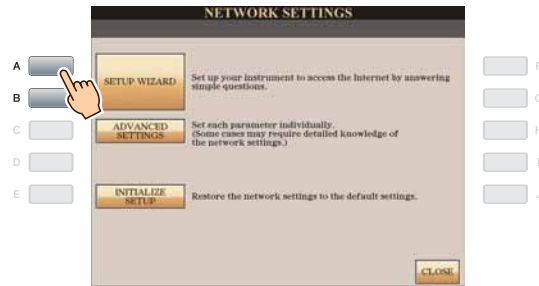 NETWORK SETTINGS
A
B
C
D
E
SETUP WIZARD
Set up your instrument to access the Internet by answering
simple questions.
ADVANCED
SETTINGS
Set each parameter individually.
(Some cases may require detailed knowledge of
the network settings.)
INITIALIZE
SETUP
Restore the network settings to the default settings.
CLOSE